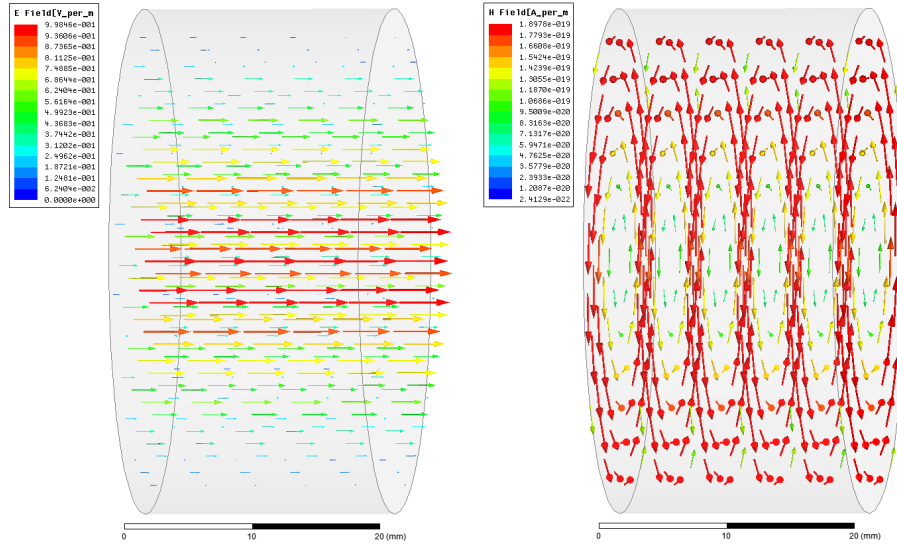 E Field[V_per_m
9.9846e-001
9.3606e-001
8.7365e-001
8.1125e-001
7.4885e-001
6.8644e-001
6.2404e-001
5.6164e-001
4.9923e-001
4.3683e-001
3.7442e-001
3.1202e-001
2.4962e-001
1.8721e-001
1.2481e-001
6.2404e-002
0.0000e+000
0
10
20 (mm)
H Field[A_per_m
1.8978e-019
1.7793e-019
1.6608e-019
1.5424e-019
1.4239e-019
1.3055e-019
1.1870e-019
1.0686e-019
9.5009e-020
8.3163e-020
7.1317e-020
5.9471e-020
4.7625e-020
3.5779e-020
2.3933e-020
1.2087e-020
2.4129e-022
0
10
20 (mm)